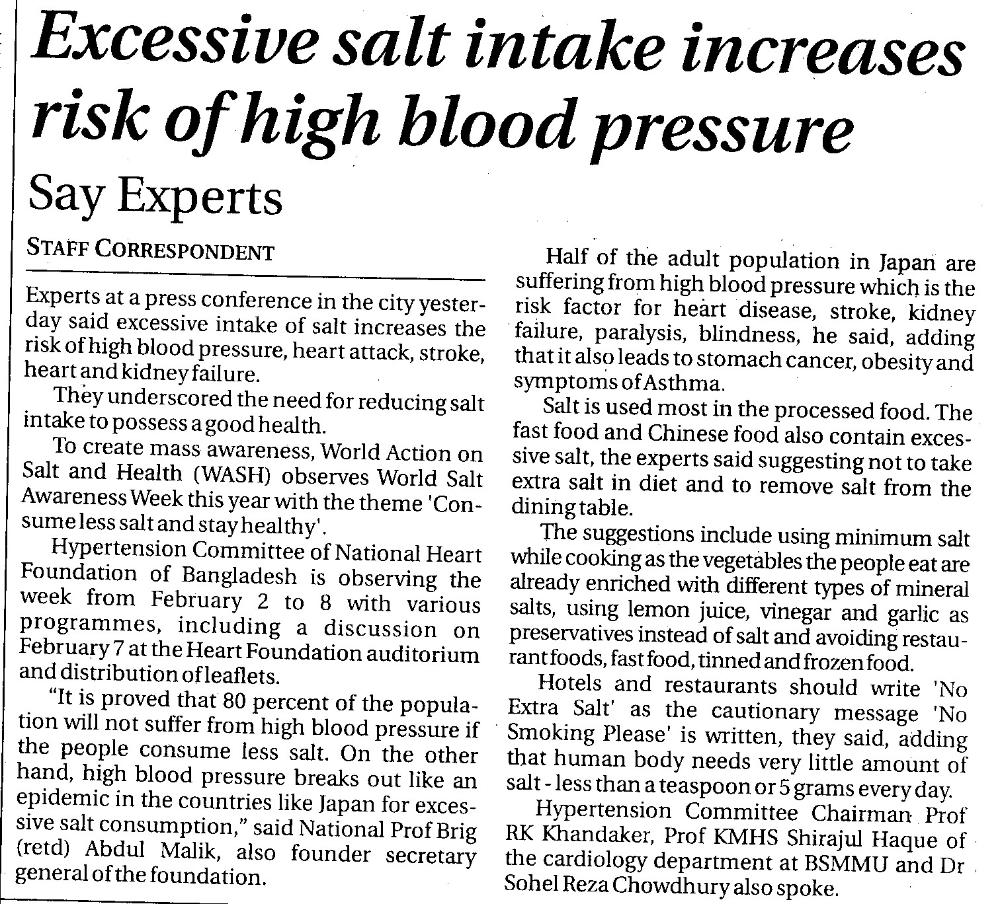 Excessive salt intake increases
risk of high blood pressure
Say Experts
STAFF CORRESPONDENT
Experts at a press conference in the city yester-
day said excessive intake of salt increases the
risk of high blood pressure, heart attack, stroke,
heart and kidney failure.
They underscored the need for reducing salt
intake to possess a good health.
To create mass awareness, World Action on
Salt and Health (WASH) observes World Salt
Awareness Week this year with the theme 'Con-
sume less salt and stay healthy'.
Hypertension Committee of National Heart
Foundation of Bangladesh is observing the
week from February 2 to 8 with various
programmes, including a discussion on
February 7 at the Heart Foundation auditorium
and distribution of leaflets.
“It is proved that 80 percent of the popula-
tion will not suffer from high blood pressure if
the people consume less salt. On the other
hand, high blood pressure breaks out like an
epidemic in the countries like Japan for exces-
sive salt consumption,” said National Prof Brig
(retd) Abdul Malik, also founder secretary
general of the foundation.
Half of the adult population in Japan are
suffering from high blood pressure which is the
risk factor for heart disease, stroke, kidney
failure, paralysis, blindness, he said, adding
that it also leads to stomach cancer, obesity and
symptoms of Asthma.
Salt is used most in the processed food. The
fast food and Chinese food also contain exces-
sive salt, the experts said suggesting not to take
extra salt in diet and to remove salt from the
dining table.
The suggestions include using minimum salt
while cooking as the vegetables the people eat are
already enriched with different types of mineral
salts, using lemon juice, vinegar and garlic as
preservatives instead of salt and avoiding restau-
rant foods, fast food, tinned and frozen food.
Hotels and restaurants should write 'No
Extra Salt' as the cautionary message 'No
Smoking Please' is written, they said, adding
that human body needs very little amount of
salt - less than a teaspoon or 5 grams every day.
Hypertension Committee Chairman Prof
RK Khandaker, Prof KMHS Shirajul Haque of
the cardiology department at BSMMU and Dr
Sohel Reza Chowdhury also spoke.